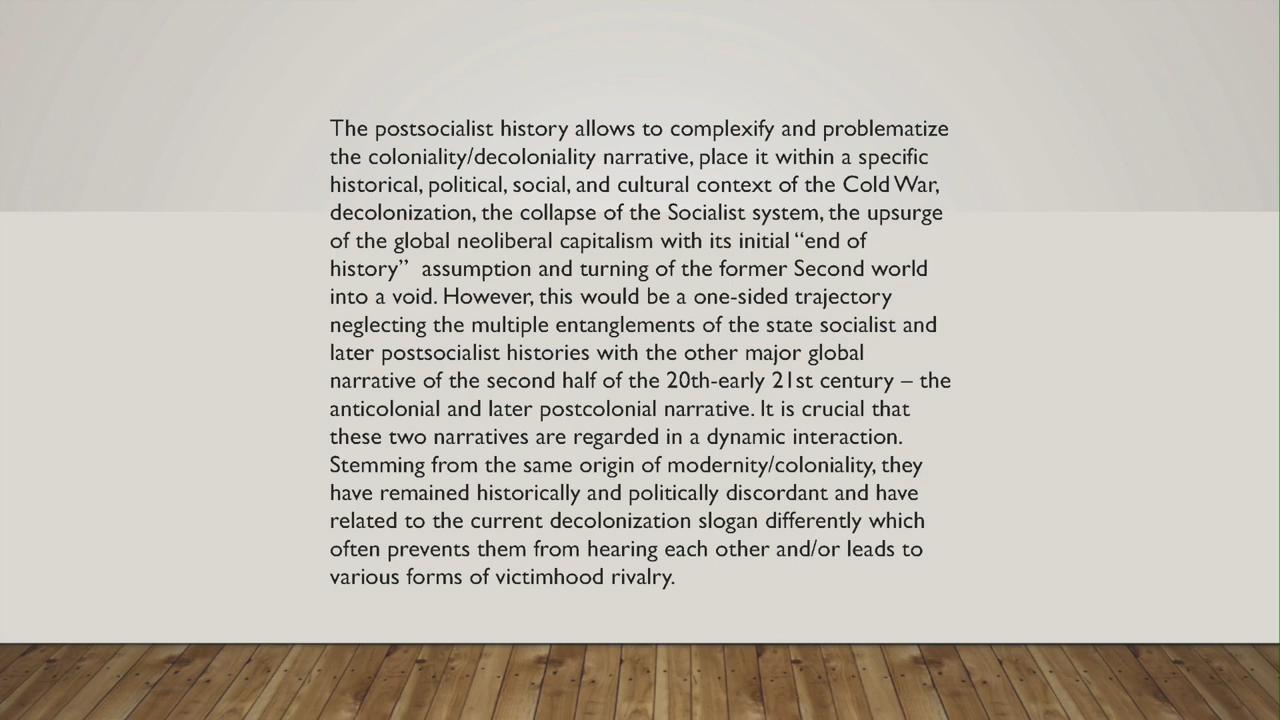 The postsocialist history allows to complexify and problematize
the coloniality/decoloniality narrative, place it within a specific
historical, political, social, and cultural context of the Cold War,
decolonization, the collapse of the Socialist system, the upsurge
of the global neoliberal capitalism with its initial “end of
history”  assumption and turning of the former Second world
into a void. However, this would be a one-sided trajectory
neglecting the multiple entanglements of the state socialist and
later postsocialist histories with the other major global
narrative of the second half of the 20th-early 21st century – the
anticolonial and later postcolonial narrative. It is crucial that
these two narratives are regarded in a dynamic interaction.
Stemming from the same origin of modernity/coloniality, they
have remained historically and politically discordant and have
related to the current decolonization slogan differently which
often prevents them from hearing each other and/or leads to
various forms of victimhood rivalry.